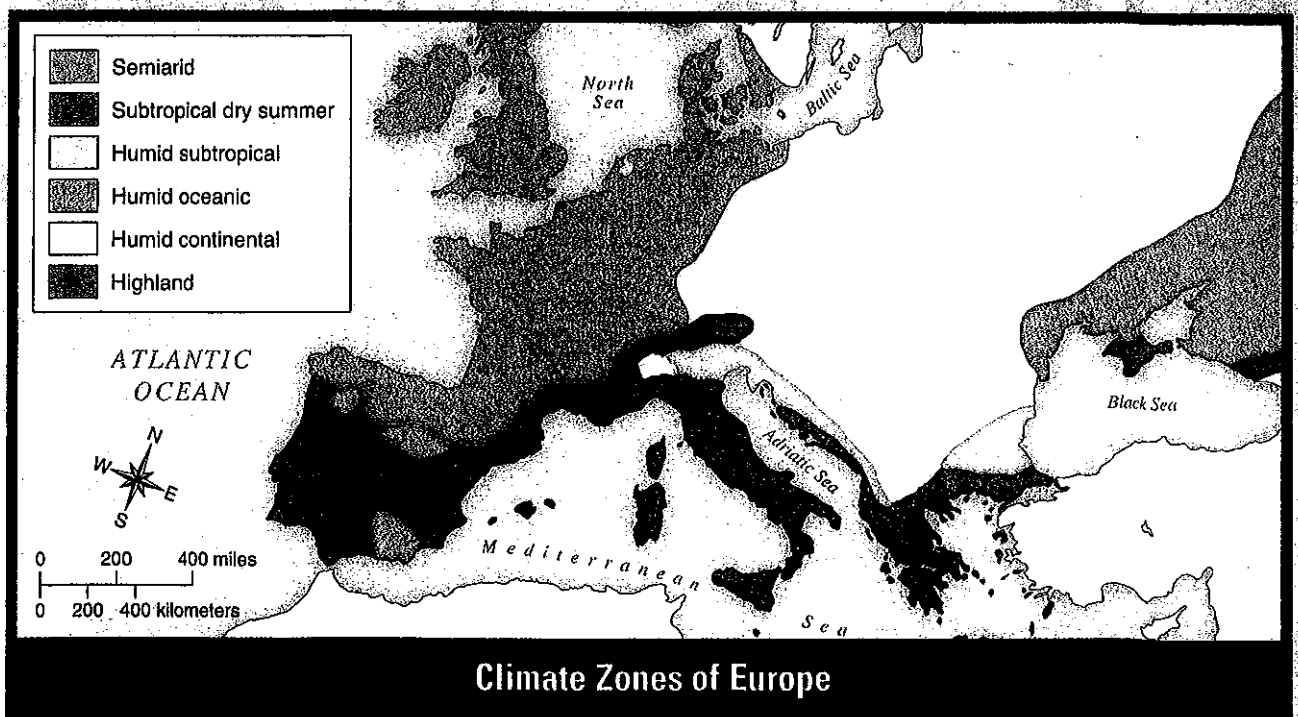 Semiarid
Subtropical dry summer
Humid subtropical
Humid oceanic
Humid continental
Highland
North
Sea
Baltic Sea
ATLANTIC
OCEAN
Black Sea
Adriatic Sea
N
W
E
S
0 200 400 miles
0 200 400 kilometers
Mediterranean
Sea
Climate Zones of Europe